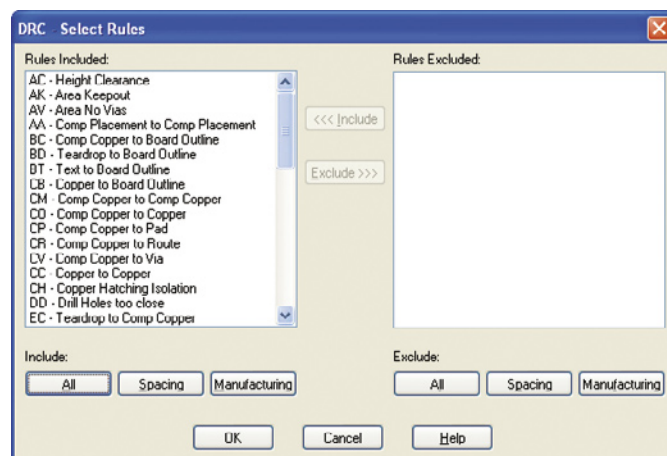 DRC - Select Rules
Rules Included:
Rules Excluded:
AC - Height Clearance
AK - Area Keepout
AV - Area No Vias
AA - Comp Placement to Comp Placement
BC - Comp Copper to Board Outline
BD - Teardrop to Board Outline
BT - Text to Board Outline
CB - Copper to Board Outline
CM - Comp Copper to Comp Copper
CO - Comp Copper to Copper
CP - Comp Copper to Pad
CR - Comp Copper to Route
CV - Comp Copper to Via
CC - Copper to Copper
CH - Copper Hatching Isolation
DD - Drill Holes too close
EC - Teardrop to Comp Copper
<<< Include
Exclude >>>
Include:
All Spacing Manufacturing
Exclude:
All Spacing Manufacturing
OK Cancel Help